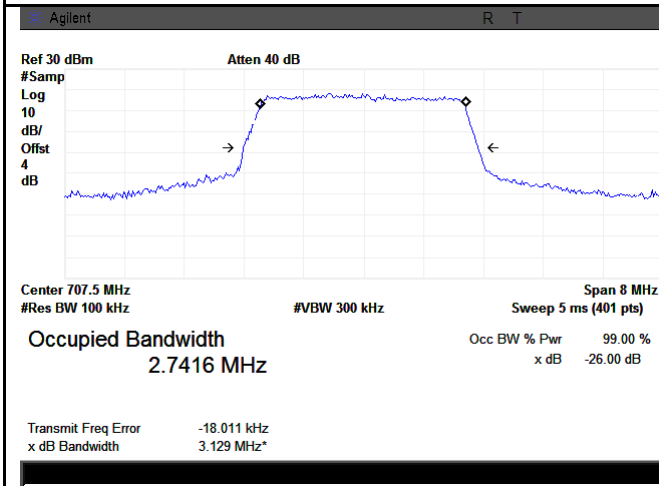 Agilent R T
Ref 30 dBm Atten 40 dB
#Samp
Log
10
dB/
Offst
4
dB
Center 707.5 MHz Span 8 MHz
#Res BW 100 kHz #VBW 300 kHz Sweep 5 ms (401 pts)
Occupied Bandwidth Occ BW % Pwr 99.00 %
2.7416 MHz x dB -26.00 dB
Transmit Freq Error -18.011 kHz
x dB Bandwidth 3.129 MHz*